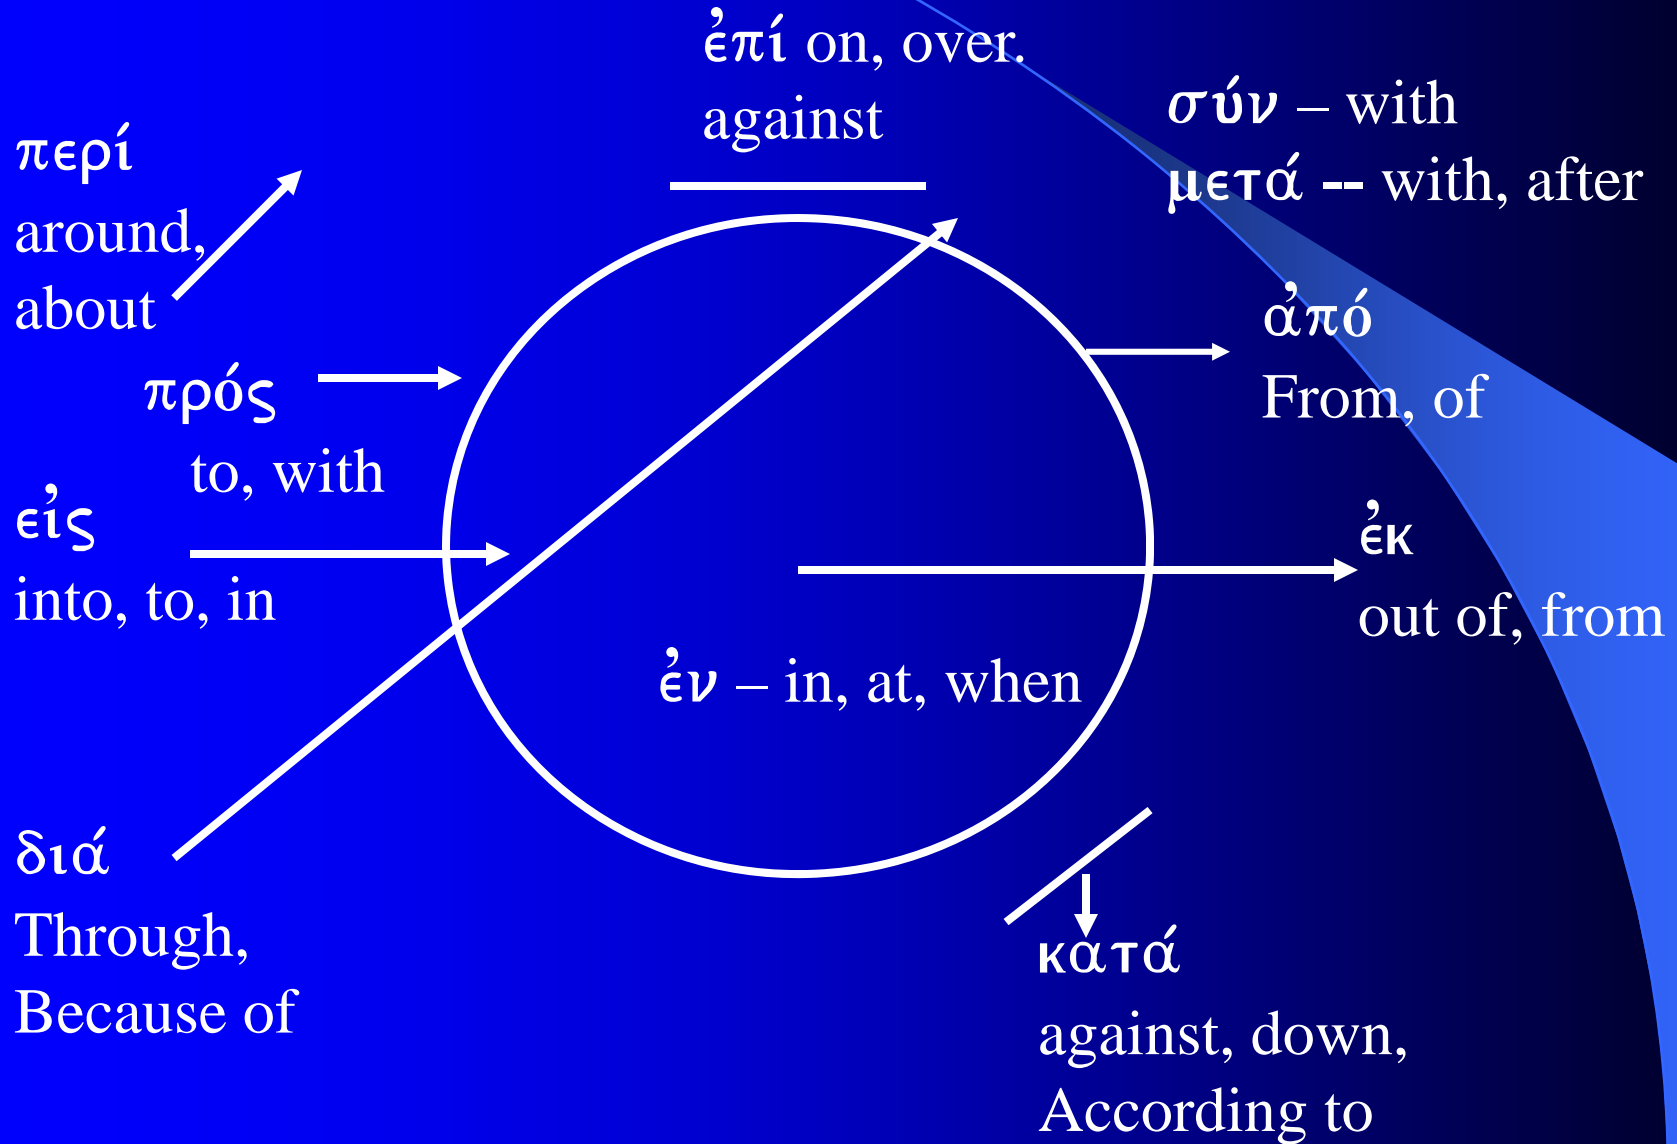 ἐπί on, over.
against
σύν – with
μετά -- with, after
περί
around,
about
ἀπό
From, of
πρός
to, with
εἰς
into, to, in
ἐκ
out of, from
ἐν – in, at, when
διά
Through,
Because of
κατά
against, down,
According to